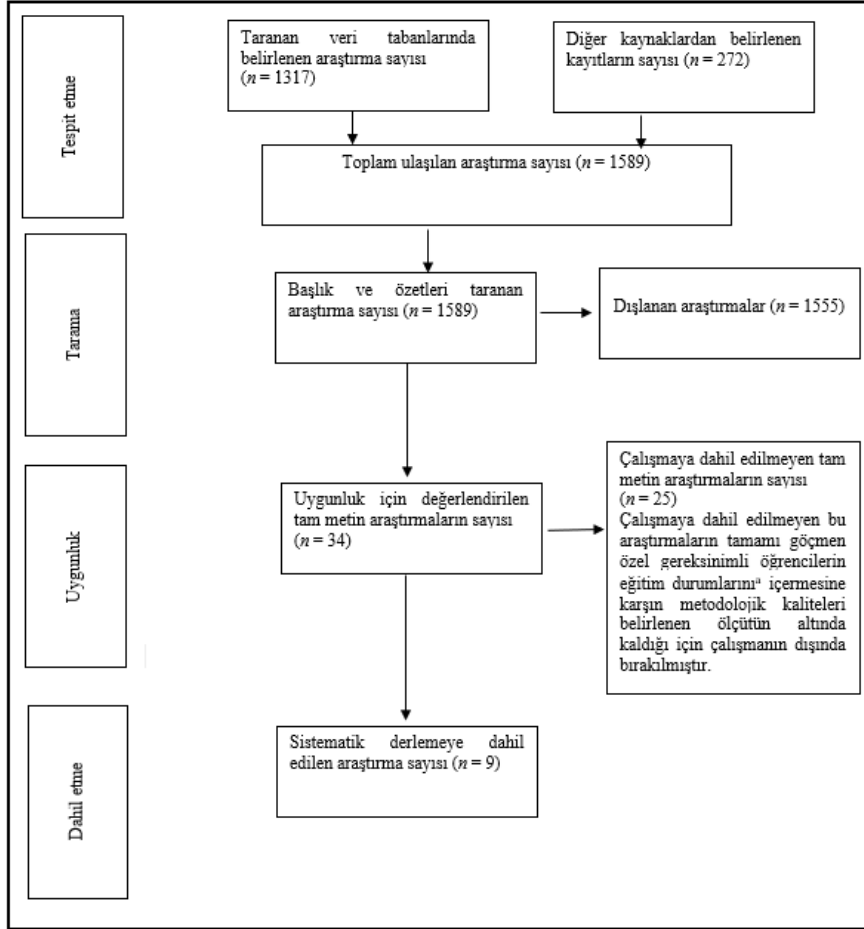 Tespit etme
Taranan veri tabanlarında
belirlenen araştırma sayısı
(n = 1317)
Diğer kaynaklardan belirlenen
kayıtların sayısı (n = 272)
Toplam ulaşılan araştırma sayısı (n = 1589)
Tarama
Başlık ve özetleri taranan
araştırma sayısı (n = 1589)
Dışlanan araştırmalar (n = 1555)
Uygunluk
Uygunluk için değerlendirilen
tam metin araştırmaların sayısı
(n = 34)
Çalışmaya dahil edilmeyen tam
metin araştırmaların sayısı
(n = 25)
Çalışmaya dahil edilmeyen bu
araştırmaların tamamı göçmen
özel gereksinimli öğrencilerin
eğitim durumlarınıª içermesine
karşın metodolojik kaliteleri
belirlenen ölçütün altında
kaldığı için çalışmanın dışında
bırakılmıştır.
Dahil etme
Sistematik derlemeye dahil
edilen araştırma sayısı (n = 9)